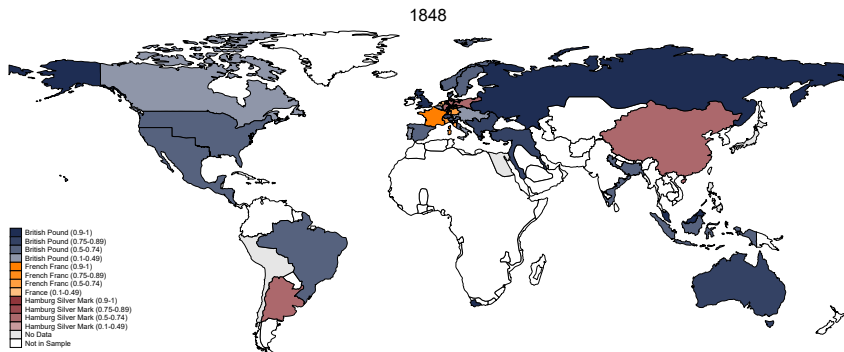 1848
British Pound (0.9-1)
British Pound (0.75-0.89)
British Pound (0.5-0.74)
British Pound (0.1-0.49)
French Franc (0.9-1)
French Franc (0.75-0.89)
French Franc (0.5-0.74)
France (0.1-0.49)
Hamburg Silver Mark (0.9-1)
Hamburg Silver Mark (0.75-0.89)
Hamburg Silver Mark (0.5-0.74)
Hamburg Silver Mark (0.1-0.49)
No Data
Not in Sample